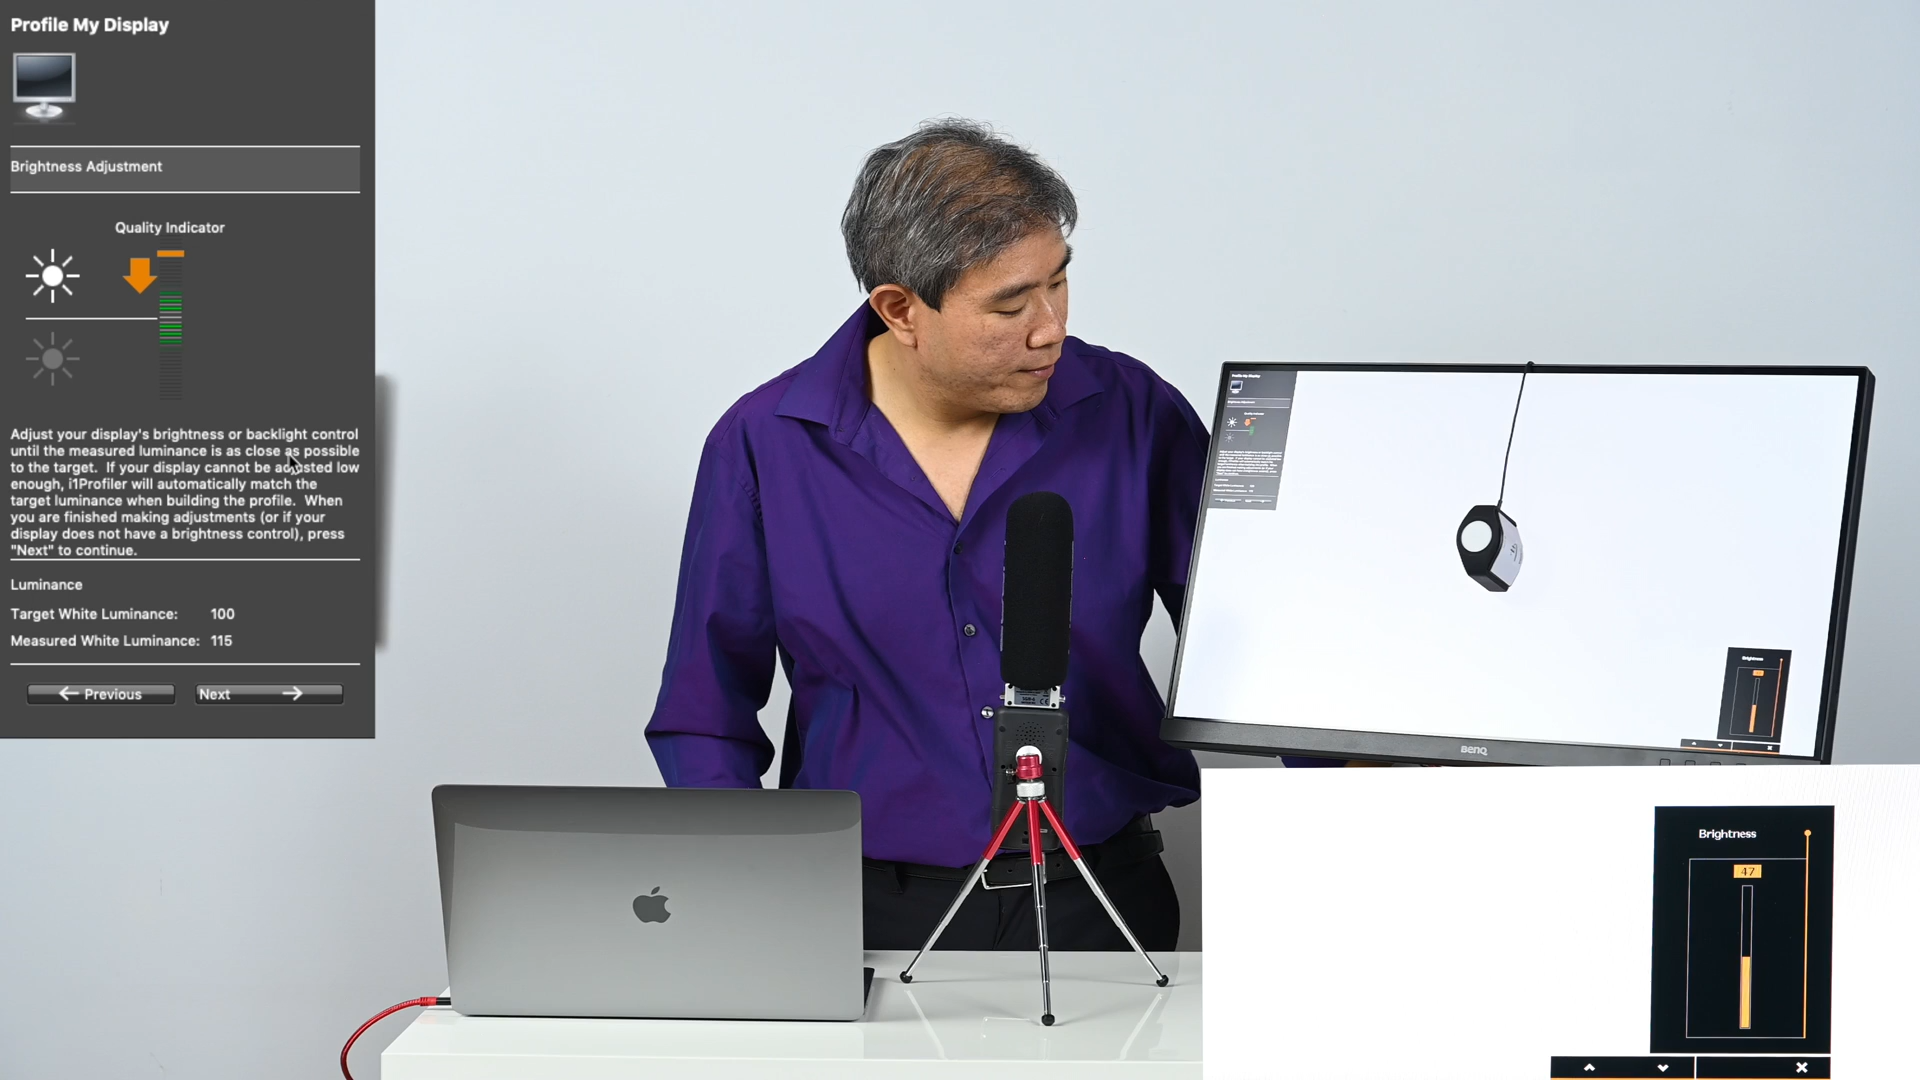 Profile My Display
Brightness Adjustment
Quality Indicator
Adjust your display's brightness or backlight control
until the measured luminance is as close as possible
to the target.  If your display cannot be adjusted low
enough, i1Profiler will automatically match the
target luminance when building the profile.  When
you are finished making adjustments (or if your
display does not have a brightness control), press
"Next" to continue.
Luminance
Target White Luminance: 100
Measured White Luminance: 115
Previous
Next
Profile My Display
Brightness
BenQ
Brightness
47